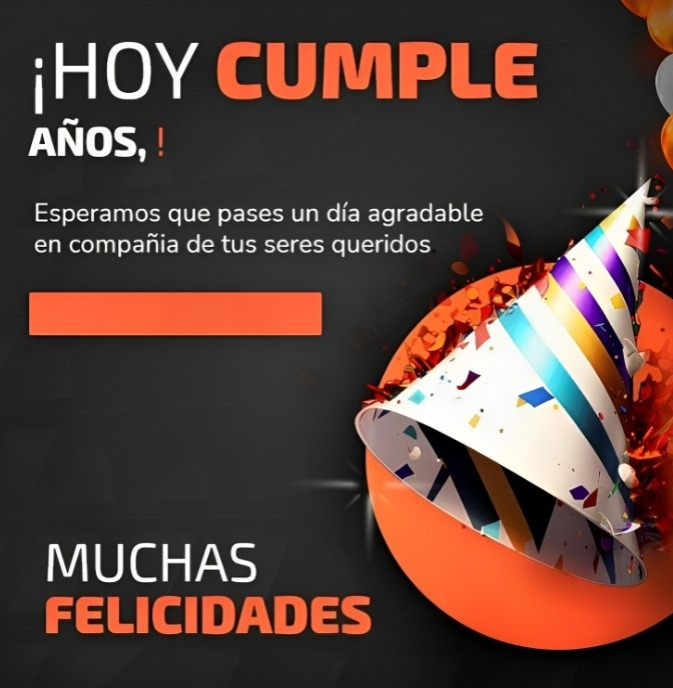 ¡HOY CUMPLE
AÑOS, !
Esperamos que pases un día agradable
en compañia de tus seres queridos.
MUCHAS
FELICIDADES